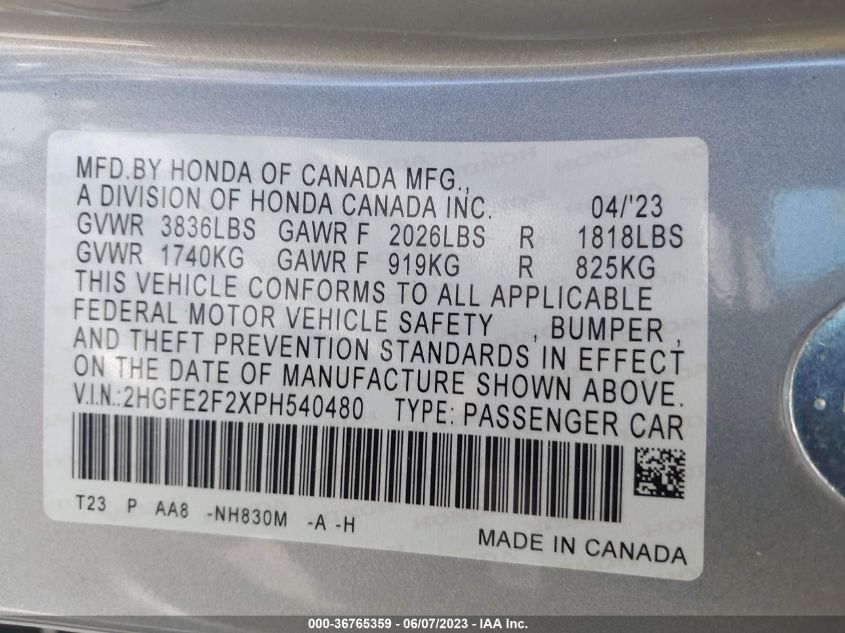 MFD.BY HONDA OF CANADA MFG.,
A DIVISION OF HONDA CANADA INC. 04/'23
GVWR 3836LBS GAWR F 2026LBS R 1818LBS
GVWR 1740KG GAWR F 919KG R 825KG
THIS VEHICLE CONFORMS TO ALL APPLICABLE
FEDERAL MOTOR VEHICLE SAFETY , BUMPER ,
AND THEFT PREVENTION STANDARDS IN EFFECT
ON THE DATE OF MANUFACTURE SHOWN ABOVE.
V.I.N.:2HGFE2F2XPH540480 TYPE: PASSENGER CAR
T23 P AA8 -NH830M -A -H
MADE IN CANADA
000-36765359 - 06/07/2023 - IAA Inc.